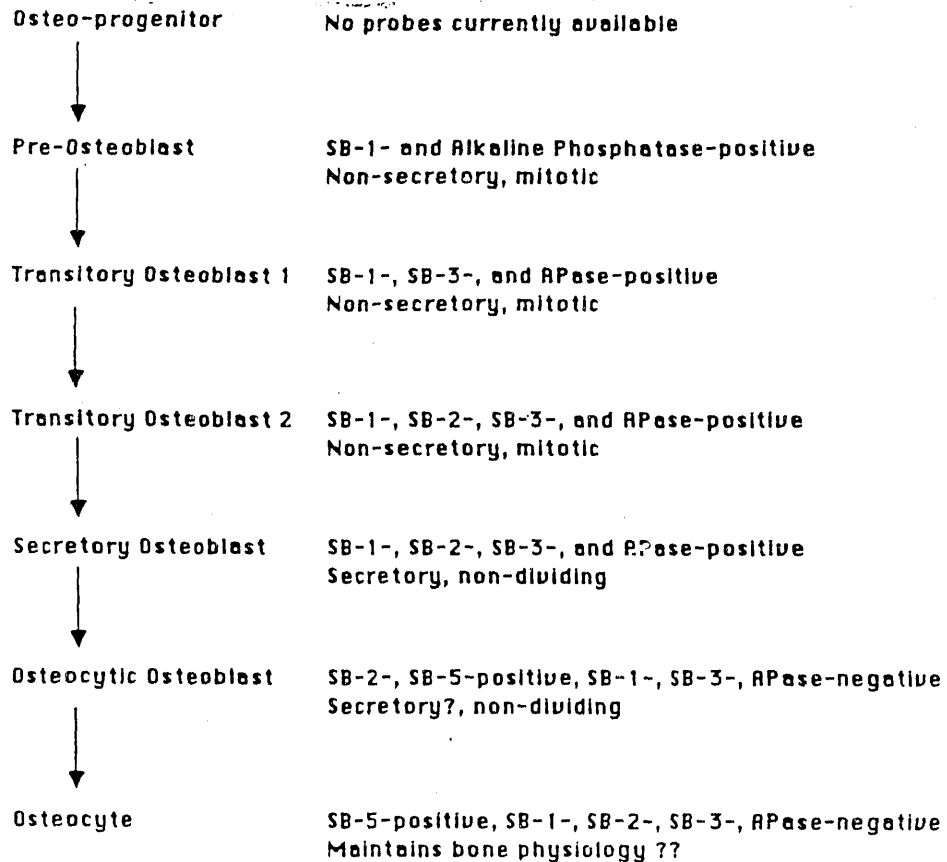 Osteo-progenitor No probes currently available
Pre-Osteoblast SB-1- and Alkaline Phosphatase-positive
Non-secretory, mitotic
Transitory Osteoblast 1 SB-1-, SB-3-, and APase-positive
Non-secretory, mitotic
Transitory Osteoblast 2 SB-1-, SB-2-, SB-3-, and APase-positive
Non-secretory, mitotic
Secretory Osteoblast SB-1-, SB-2-, SB-3-, and APase-positive
Secretory, non-dividing
Osteocytic Osteoblast SB-2-, SB-5-positive, SB-1-, SB-3-, APase-negative
Secretory?, non-dividing
Osteocyte SB-5-positive, SB-1-, SB-2-, SB-3-, APase-negative
Maintains bone physiology ??